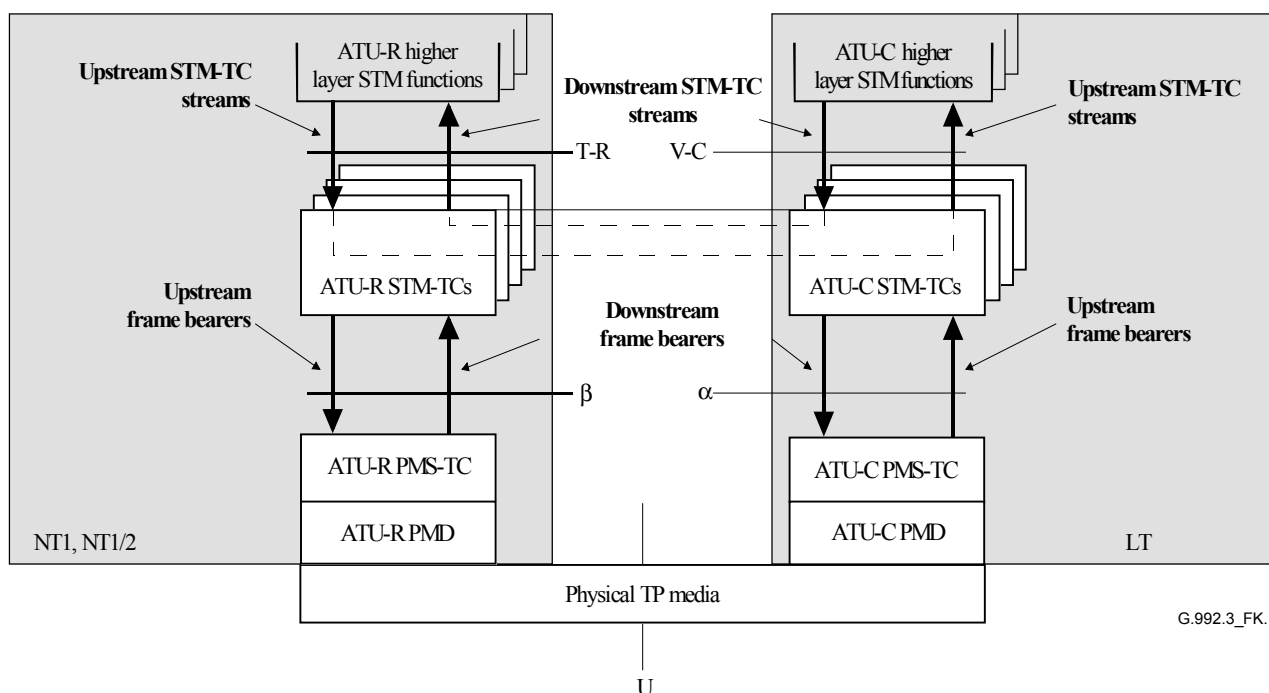 ATU-R higher
layer STM functions
ATU-C higher
layer STM functions
Upstream STM-TC
streams
Downstream STM-TC
streams
Upstream STM-TC
streams
T-R
V-C
ATU-R STM-TCs
ATU-C STM-TCs
Upstream
frame bearers
Downstream
frame bearers
Upstream
frame bearers
β
α
ATU-R PMS-TC
ATU-C PMS-TC
ATU-R PMD
ATU-C PMD
NT1, NT1/2
LT
Physical TP media
G.992.3_FK.
U